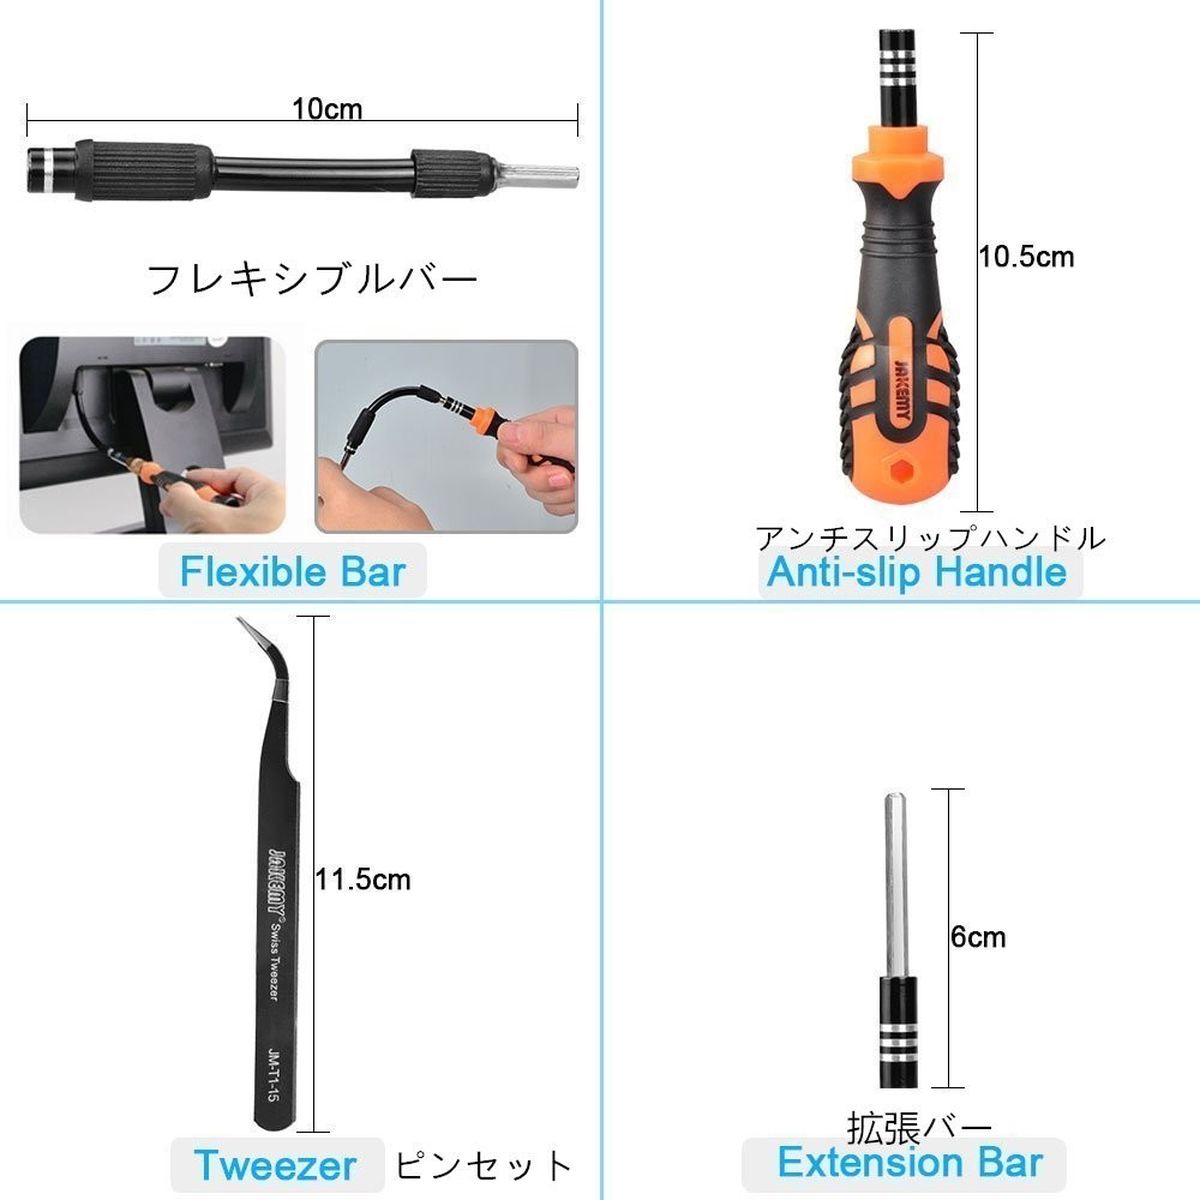 10cm
フレキシブルバー
Flexible Bar
10.5cm
JAKEMY
アンチスリップハンドル
Anti-slip Handle
11.5cm
JAKEMY® Swiss Tweezer JM-T1-15
Tweezer ピンセット
6cm
拡張バー
Extension Bar